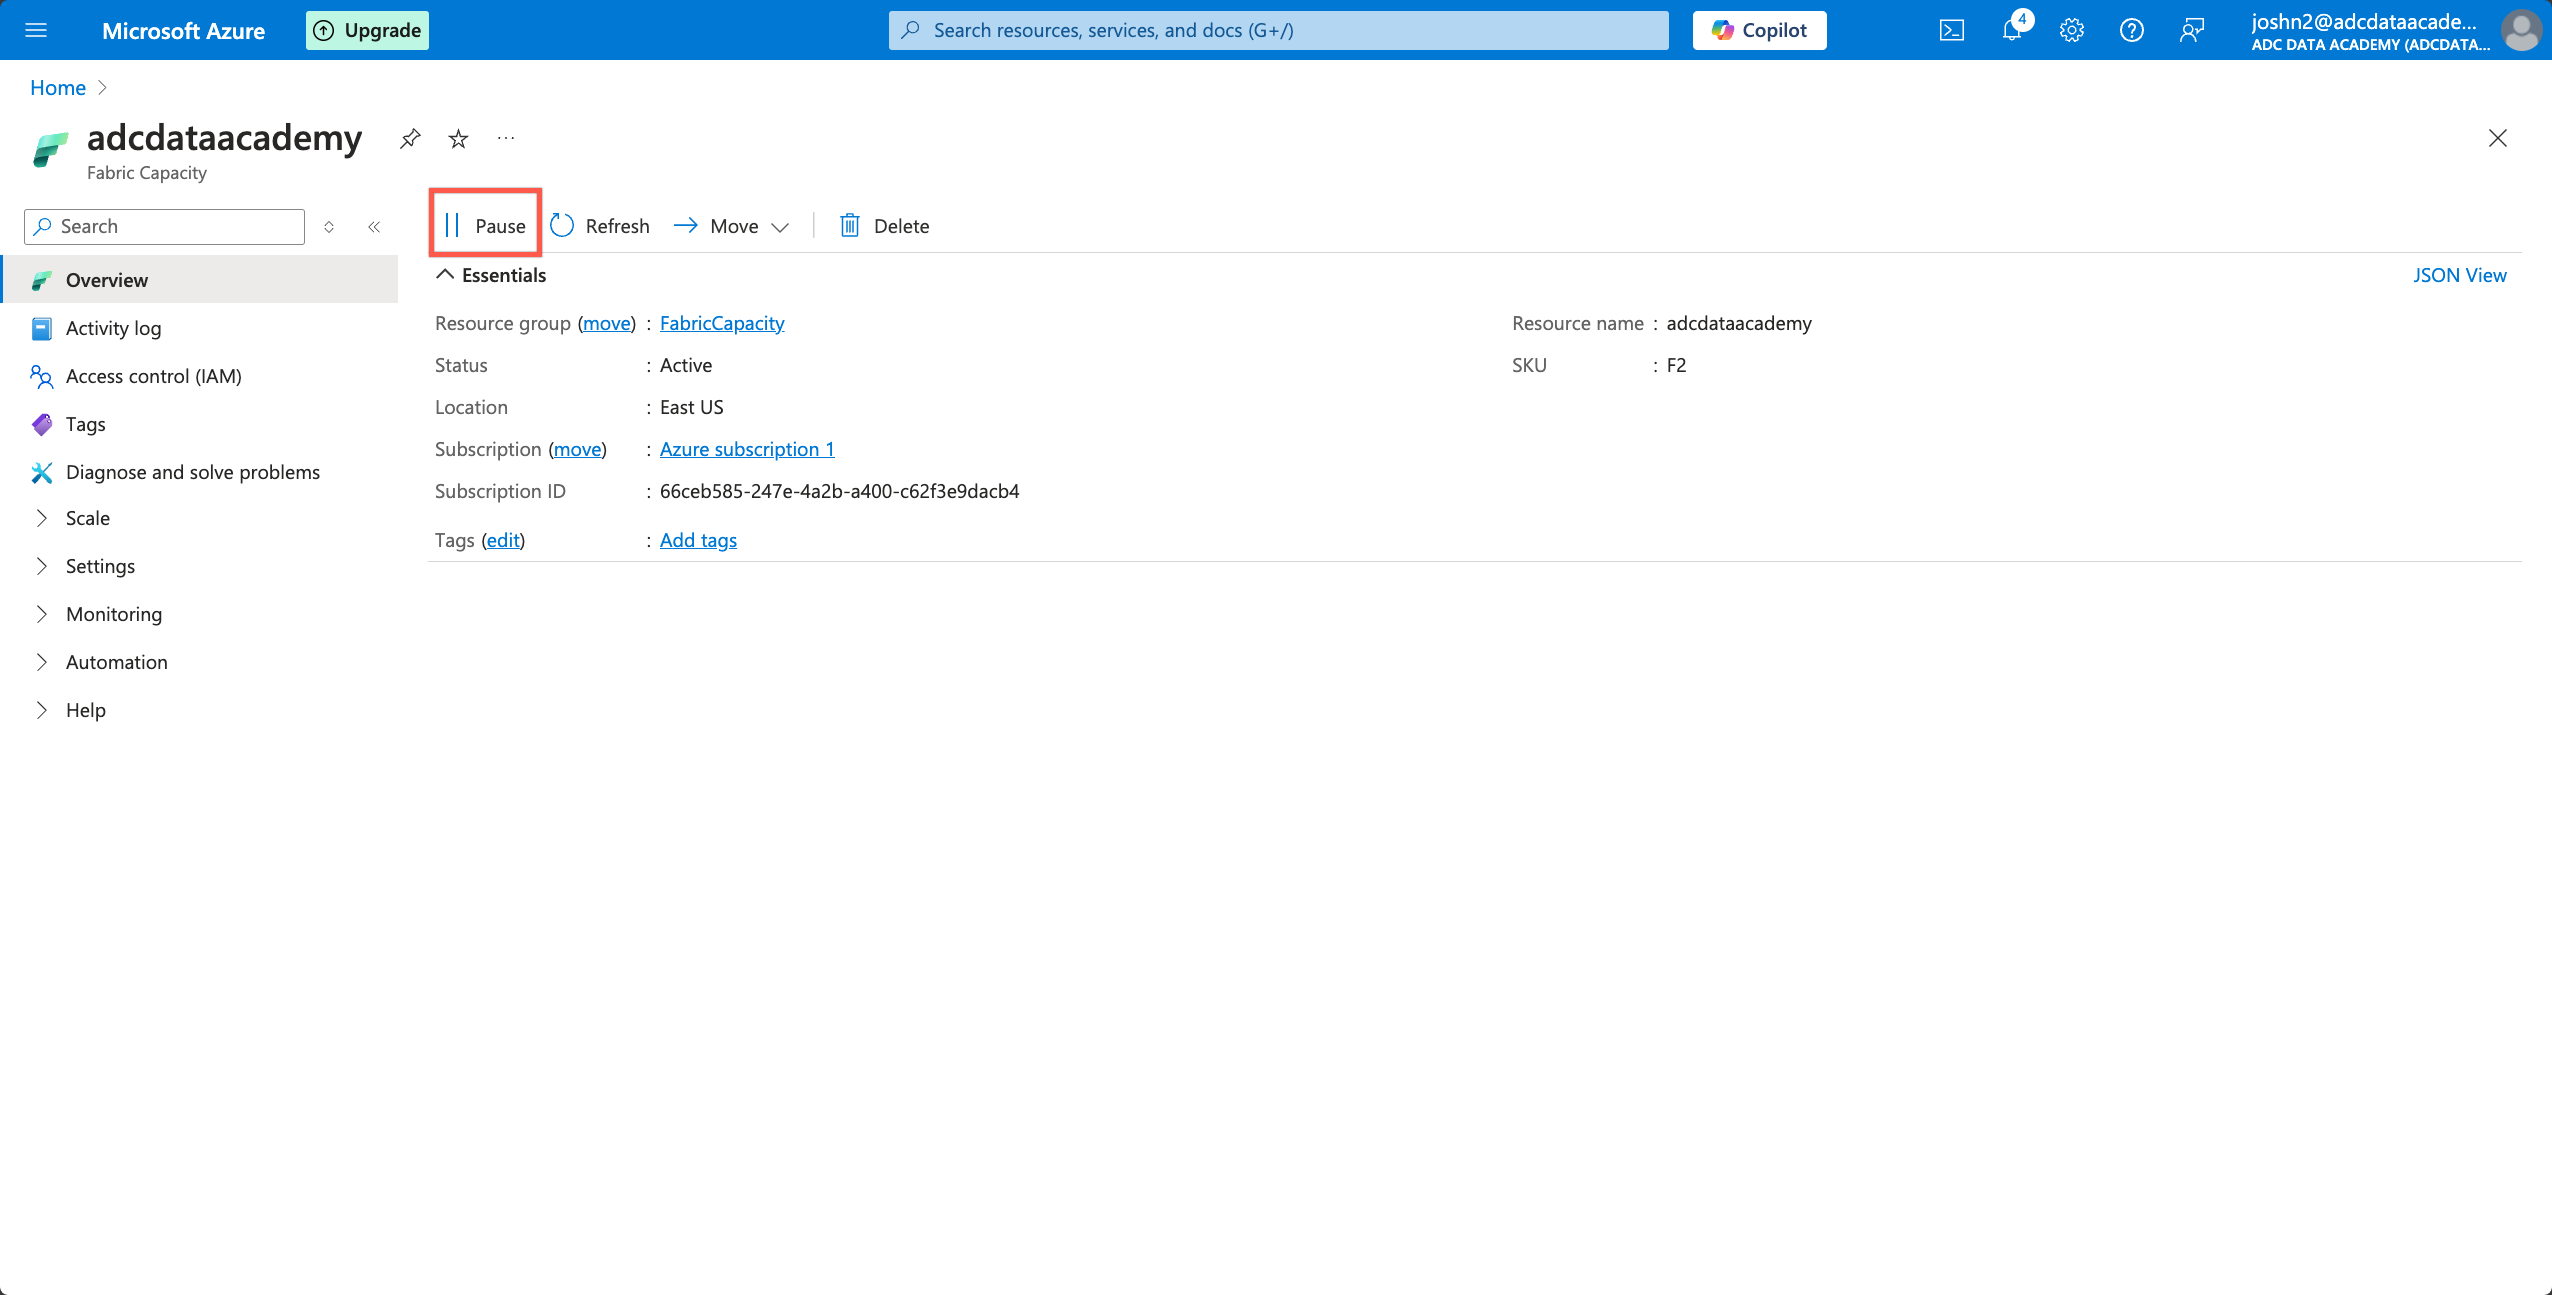 Microsoft Azure
Upgrade
Search resources, services, and docs (G+/)
Copilot
4
joshn2@adcdataacade...
ADC DATA ACADEMY (ADCDATA...
Home
adcdataacademy
...
Fabric Capacity
Search
Pause
Refresh
Move
Delete
Overview
Activity log
Access control (IAM)
Tags
Diagnose and solve problems
Scale
Settings
Monitoring
Automation
Help
Essentials
JSON View
Resource group (move) : FabricCapacity
Status : Active
Location : East US
Subscription (move) : Azure subscription 1
Subscription ID : 66ceb585-247e-4a2b-a400-c62f3e9dacb4
Tags (edit) : Add tags
Resource name : adcdataacademy
SKU : F2